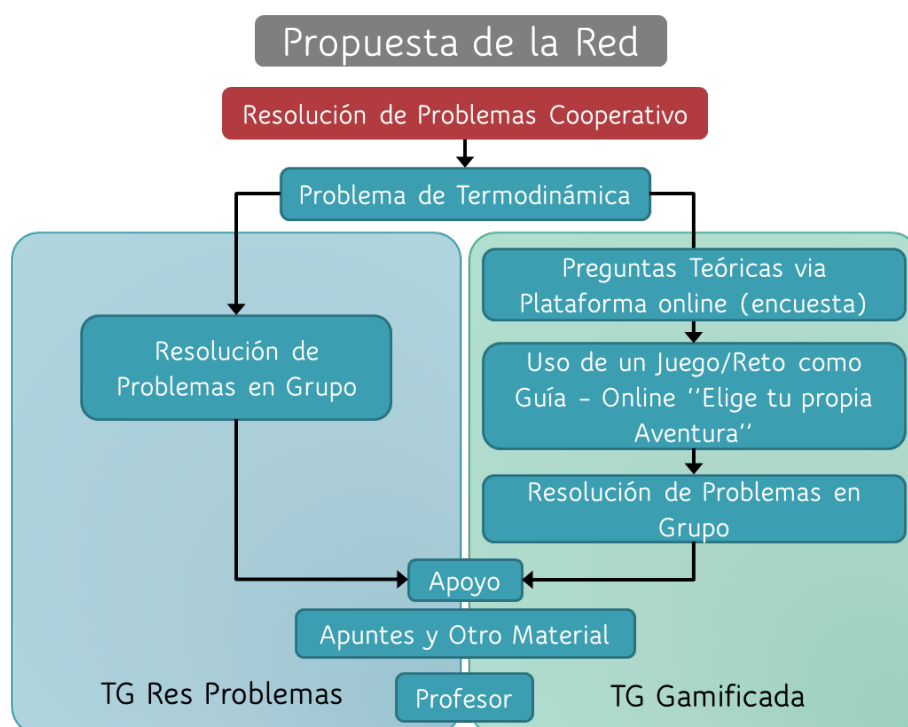 Propuesta de la Red
Resolución de Problemas Cooperativo
Problema de Termodinámica
Resolución de
Problemas en Grupo
Preguntas Teóricas via
Plataforma online (encuesta)
Uso de un Juego/Reto como
Guía – Online ''Elige tu propia
Aventura''
Resolución de Problemas en
Grupo
Apoyo
Apuntes y Otro Material
Profesor
TG Res Problemas
TG Gamificada